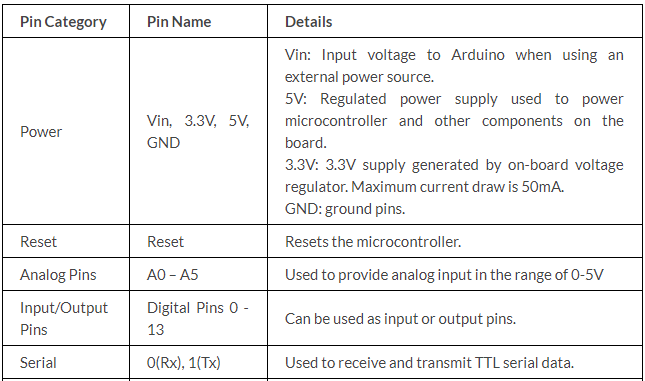 Pin Category Pin Name Details
Power
Vin, 3.3V, 5V,
GND
Vin: Input voltage to Arduino when using an
external power source.
5V: Regulated power supply used to power
microcontroller and other components on the
board.
3.3V: 3.3V supply generated by on-board voltage
regulator. Maximum current draw is 50mA.
GND: ground pins.
Reset Reset Resets the microcontroller.
Analog Pins A0 – A5 Used to provide analog input in the range of 0-5V
Input/Output
Pins
Digital Pins 0 -
13
Can be used as input or output pins.
Serial 0(Rx), 1(Tx) Used to receive and transmit TTL serial data.